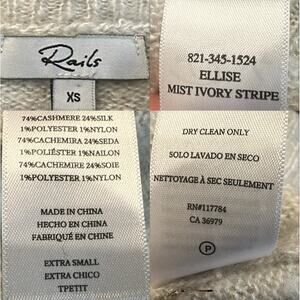 Rails
XS
74%CASHMERE 24%SILK
1%POLYESTER 1%NYLON
74%CACHEMIRA 24%SEDA
1%POLIÉSTER 1%NAILON
74%CACHEMIRE 24%SOIE
1%POLYESTER 1%NYLON
MADE IN CHINA
HECHO EN CHINA
FABRIQUÉ EN CHINE
EXTRA SMALL
EXTRA CHICO
TPETIT
821-345-1524
ELLISE
MIST IVORY STRIPE
DRY CLEAN ONLY
SOLO LAVADO EN SECO
NETTOYAGE À SEC SEULEMENT
RN#117784
CA 36979
P